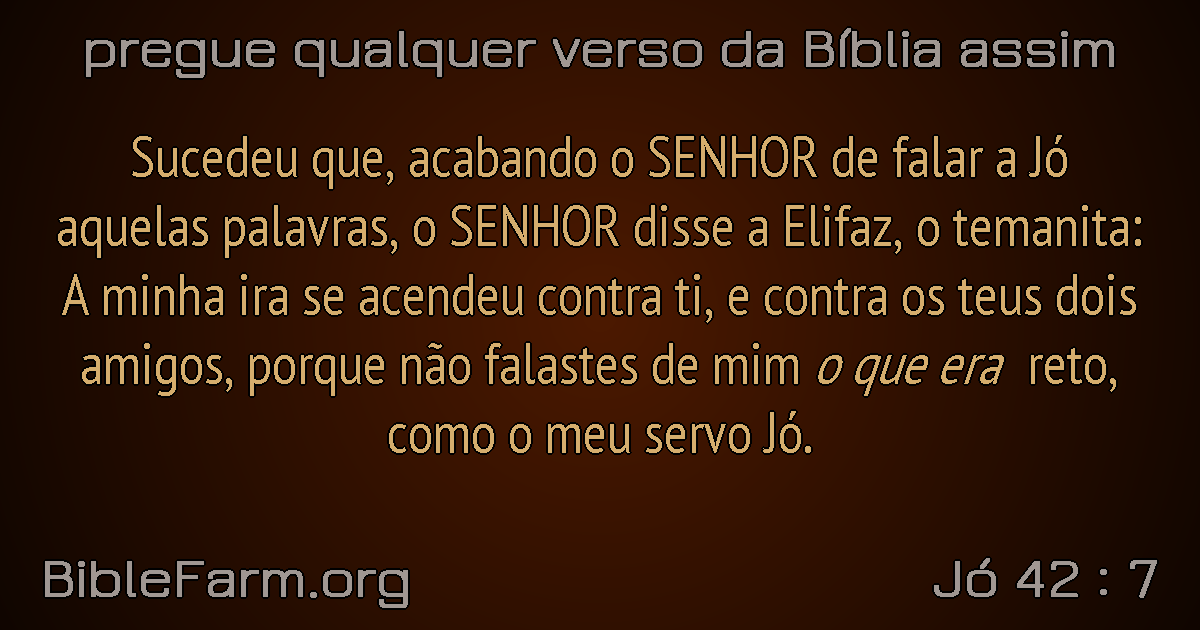 pregue qualquer verso da Bíblia assim
Sucedeu que, acabando o SENHOR de falar a Jó
aquelas palavras, o SENHOR disse a Elifaz, o temanita:
A minha ira se acendeu contra ti, e contra os teus dois
amigos, porque não falastes de mim o que era reto,
como o meu servo Jó.
BibleFarm.org
Jó 42 : 7